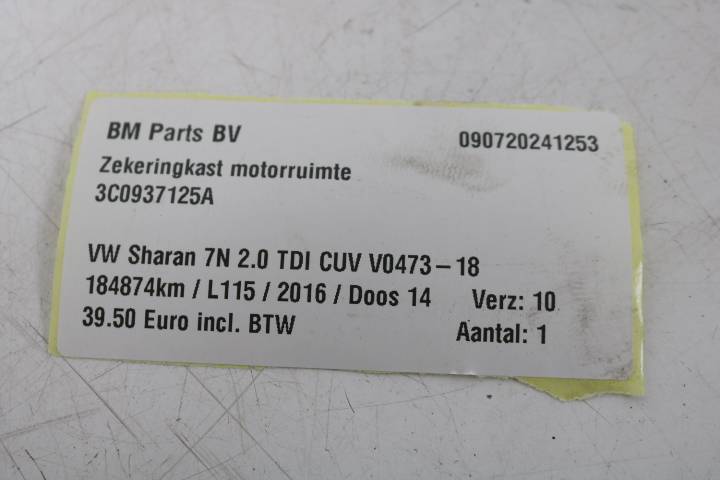 BM Parts BV 090720241253
Zekeringkast motorruimte
3C0937125A
VW Sharan 7N 2.0 TDI CUV V0473-18
184874km / L115 / 2016 / Doos 14 Verz: 10
39.50 Euro incl. BTW Aantal: 1